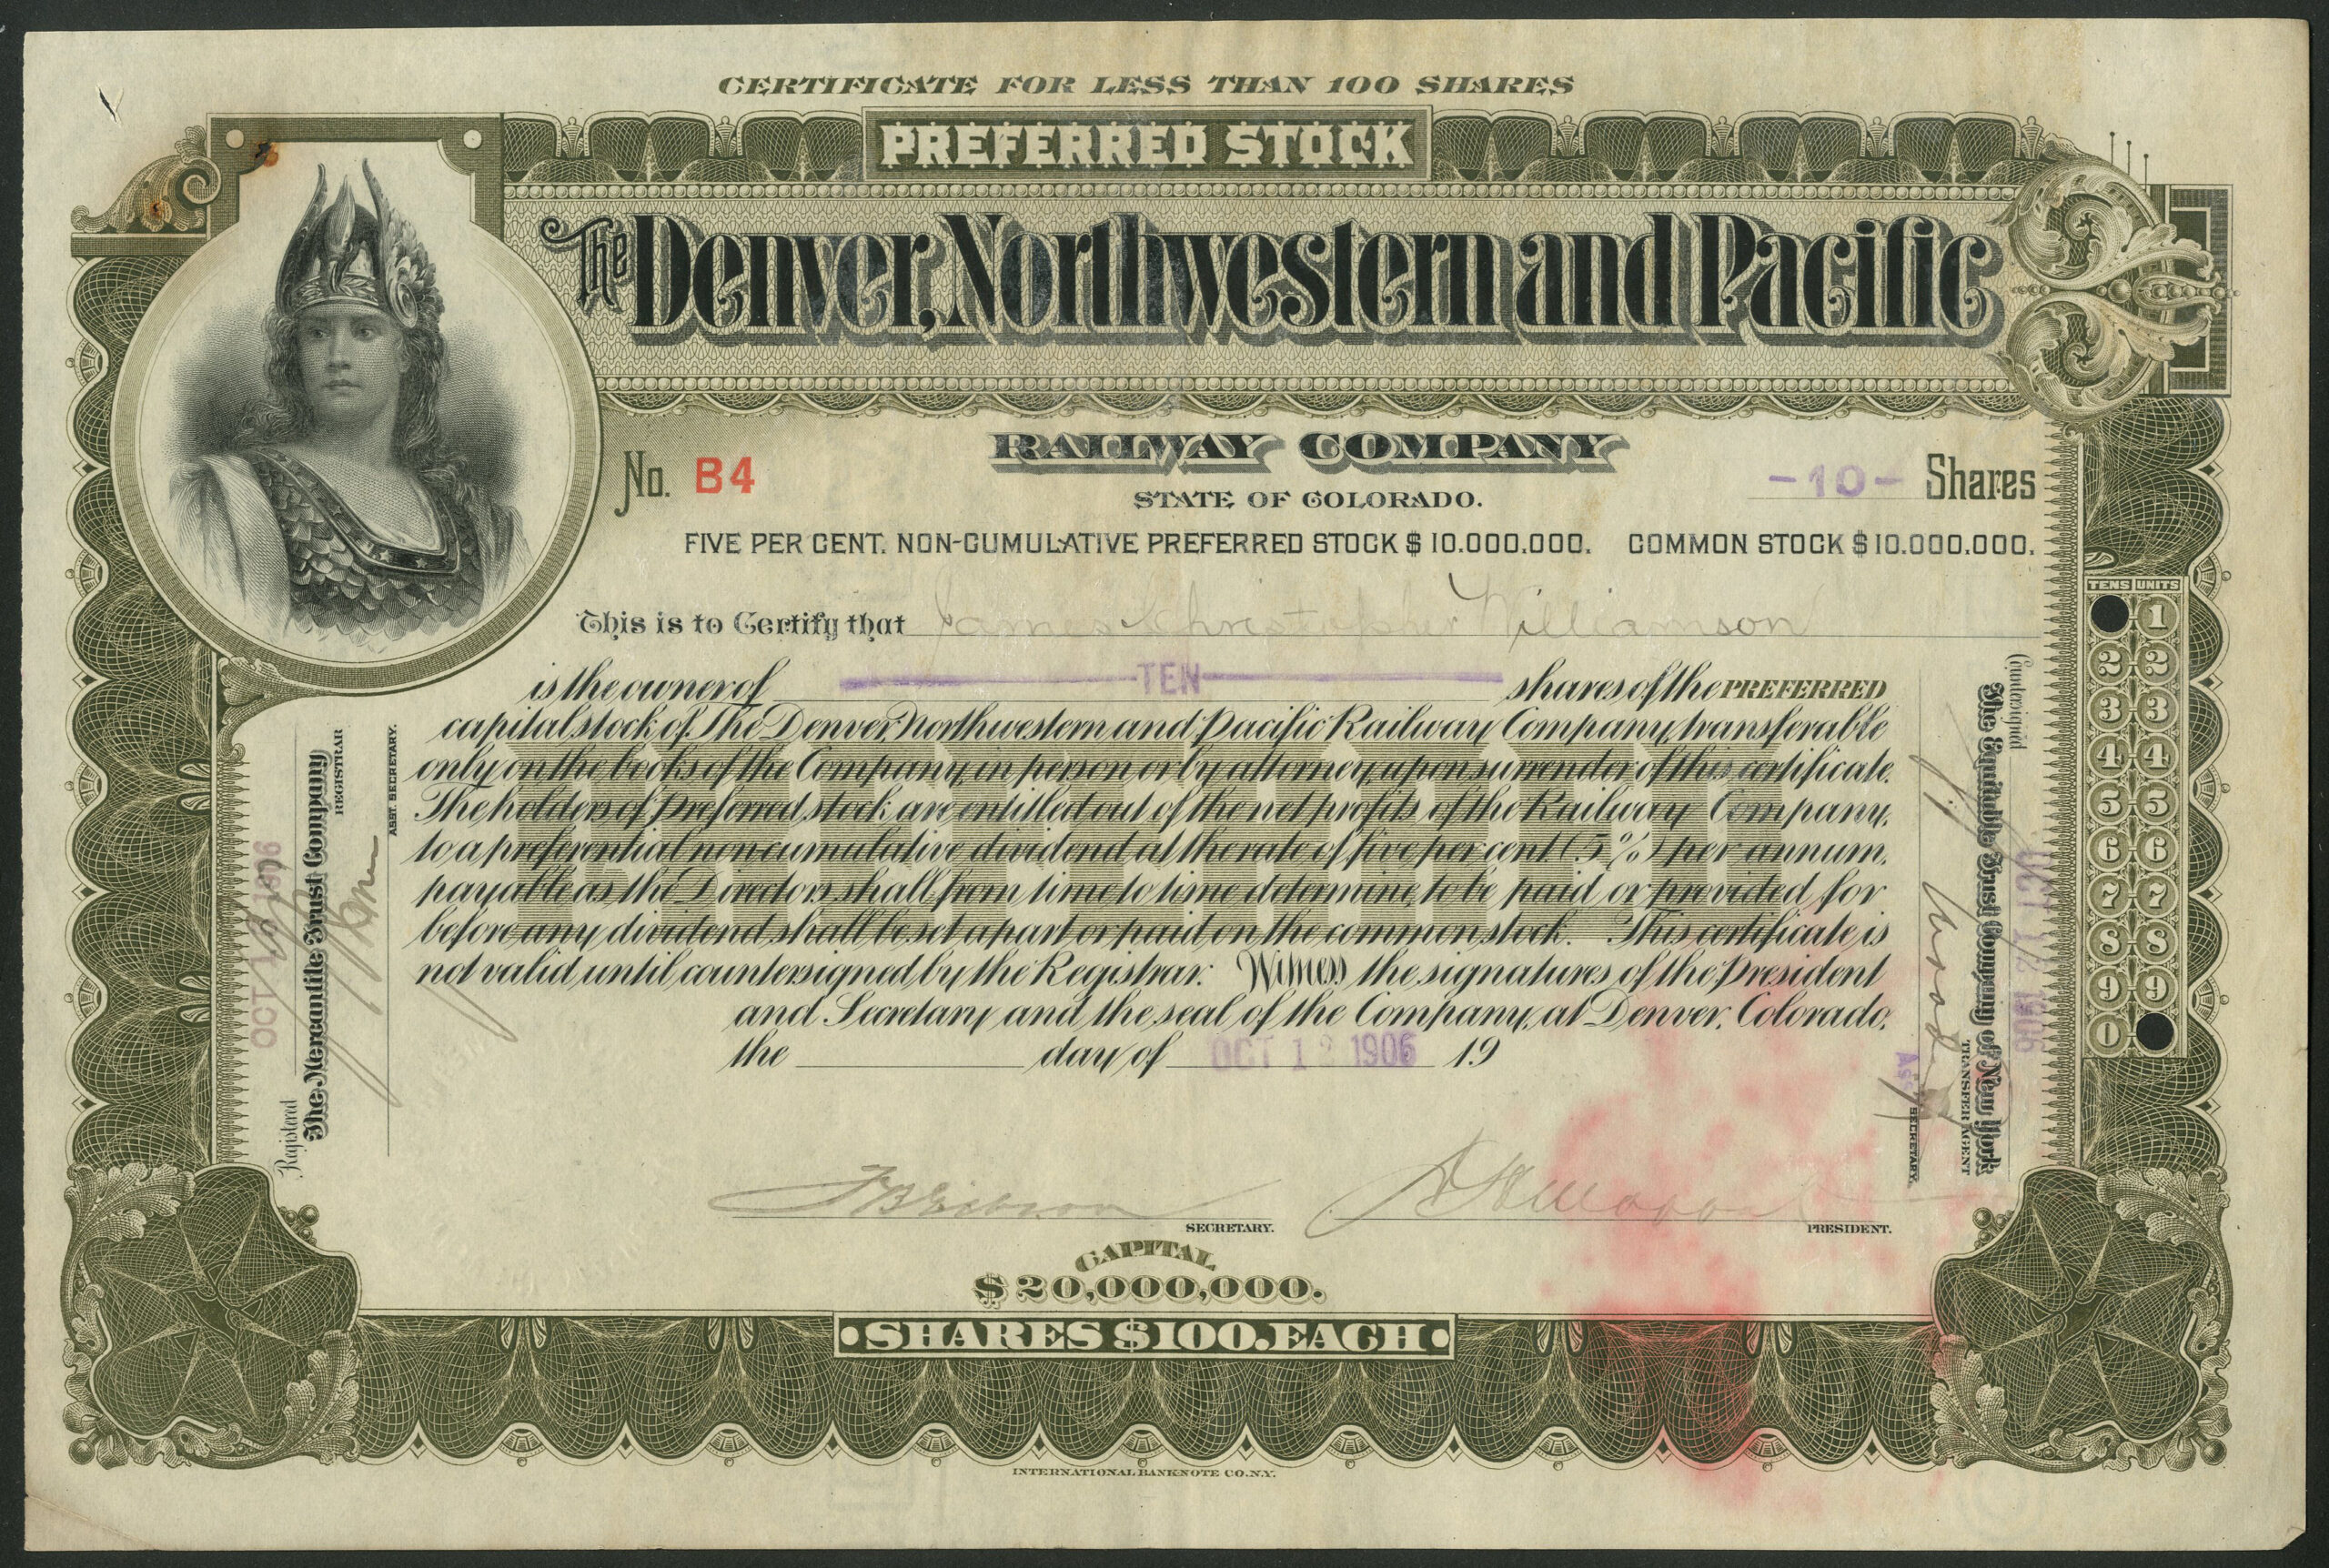 CERTIFICATE FOR LESS THAN 100 SHARES
PREFERRED STOCK
The Denver, Northwestern and Pacific
RAILWAY COMPANY
No. B4
-10- Shares
STATE OF COLORADO.
FIVE PER CENT. NON-CUMULATIVE PREFERRED STOCK $10.000.000. COMMON STOCK $10.000.000.
This is to Certify that James Christopher Williamson
is the owner of TEN shares of the PREFERRED
capital stock of The Denver, Northwestern and Pacific Railway Company, transferable
only on the books of the Company, in person or by attorney, upon surrender of this certificate.
The holders of preferred stock are entitled out of the net profits of the Railway Company,
to a preferential non cumulative dividend at the rate of five per cent (5%) per annum,
payable as the Directors shall from time to time determine, to be paid or provided for
before any dividend shall be set apart or paid on the common stock. This certificate is
not valid until countersigned by the Registrar. Witness the signatures of the President
and Secretary and the seal of the Company, at Denver, Colorado,
the day of OCT 12 1906 19
SECRETARY.
PRESIDENT.
CAPITAL
$20,000,000.
SHARES $100. EACH
INTERNATIONAL BANK NOTE CO. N.Y.
Registered
The Mercantile Trust Company
REGISTRAR
ASST. SECRETARY.
OCT 1906
Countersigned
The Equitable Trust Company of New York
TRANSFER AGENT
ASST SECRETARY.
OCT 12 1906
TENS UNITS
1
2 2
3 3
4 4
5 5
6 6
7 7
8 8
9 9
0